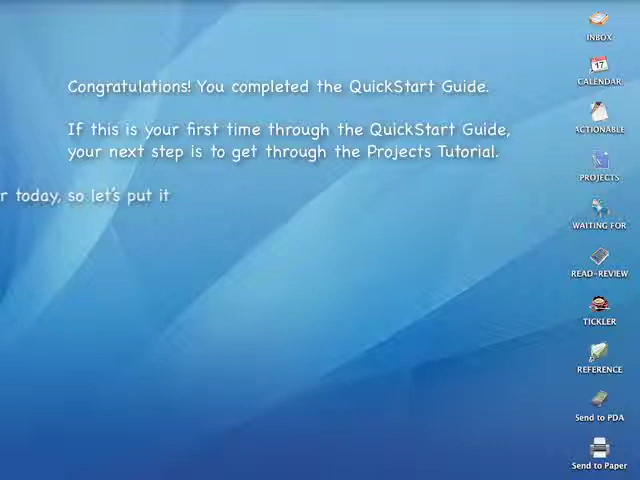 Congratulations! You completed the QuickStart Guide.
If this is your first time through the QuickStart Guide,
your next step is to get through the Projects Tutorial.
r today, so let's put it
INBOX
17
CALENDAR
ACTIONABLE
PROJECTS
WAITING FOR
READ-REVIEW
TICKLER
REFERENCE
Send to PDA
Send to Paper